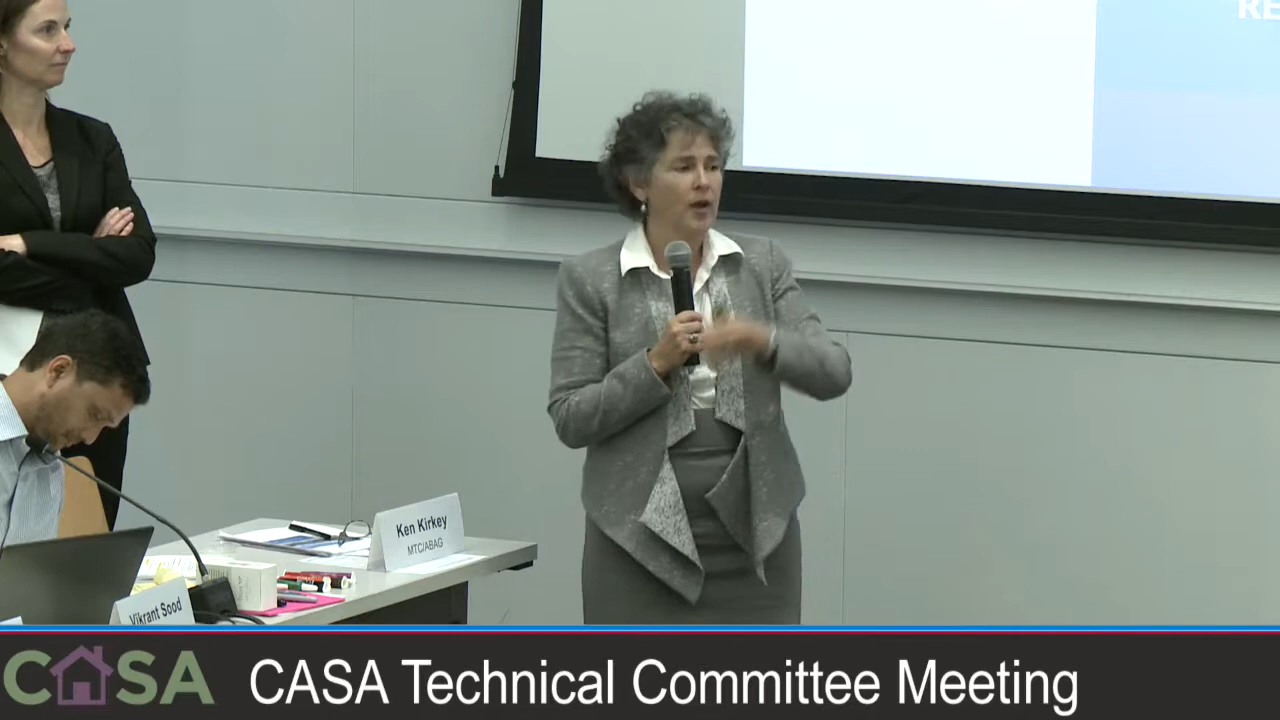 RE
Ken Kirkey
MTC/ABAG
Vikrant Sood
CASA
CASA Technical Committee Meeting